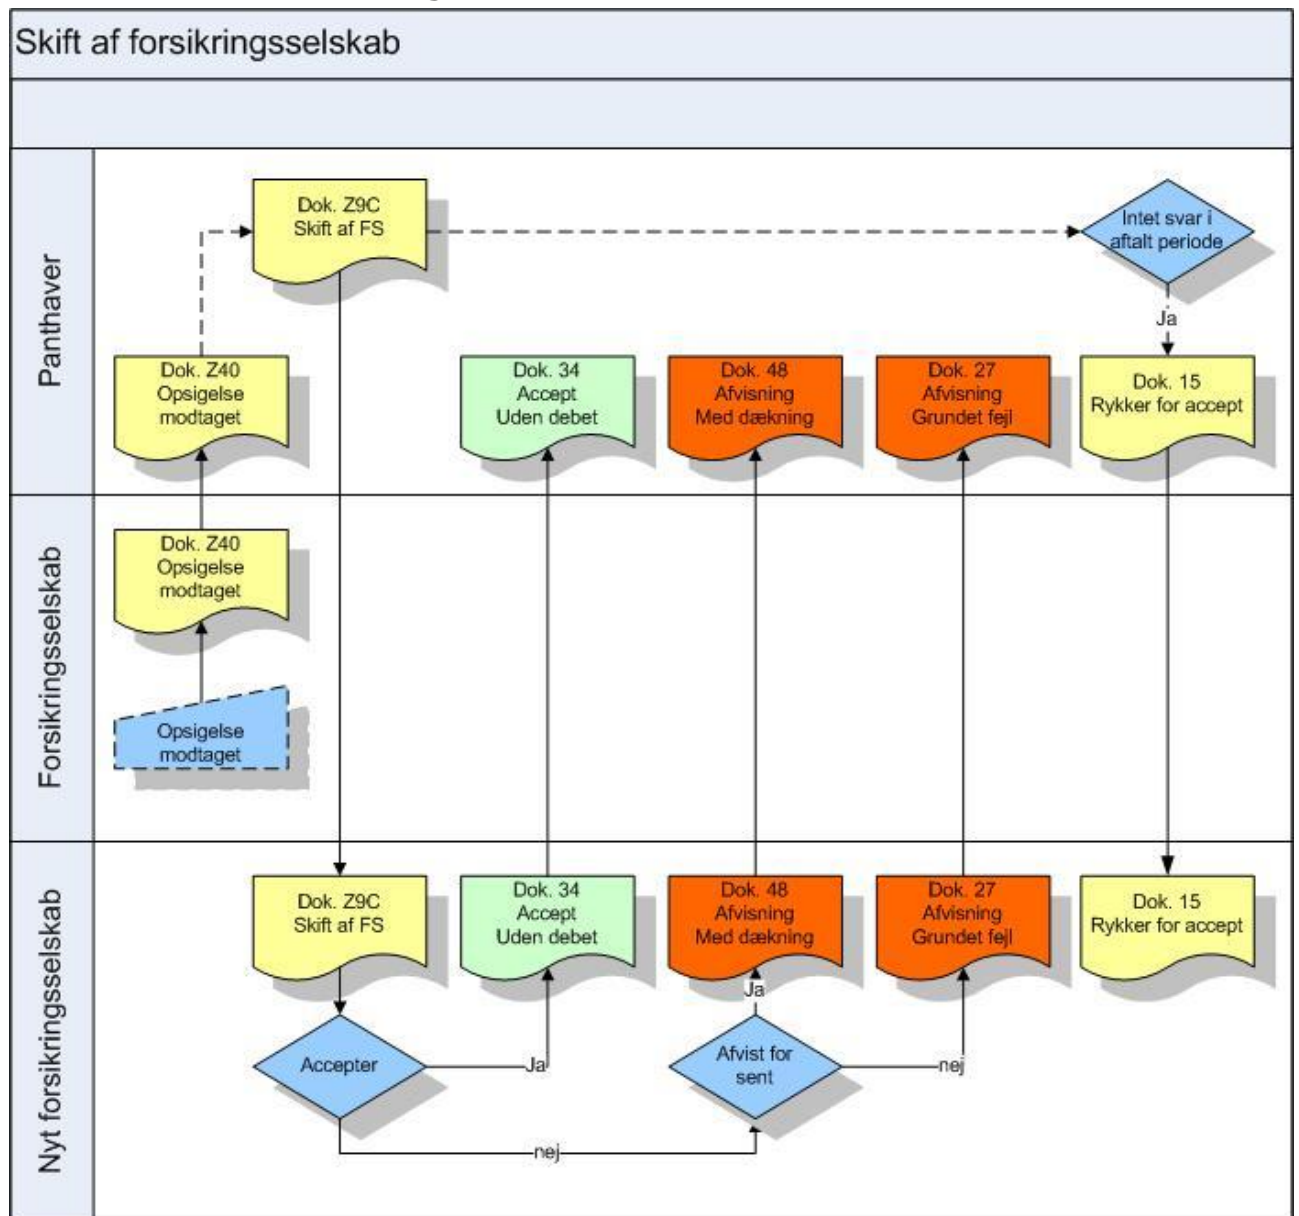 Skift af forsikringsselskab
Panthaver
Dok. Z9C
Skift af FS
Intet svar i
aftalt periode
Ja
Dok. Z40
Opsigelse
modtaget
Dok. 34
Accept
Uden debet
Dok. 48
Afvisning
Med dækning
Dok. 27
Afvisning
Grundet fejl
Dok. 15
Rykker for accept
Forsikringsselskab
Dok. Z40
Opsigelse
modtaget
Opsigelse
modtaget
Nyt forsikringsselskab
Dok. Z9C
Skift af FS
Dok. 34
Accept
Uden debet
Dok. 48
Afvisning
Med dækning
Dok. 27
Afvisning
Grundet fejl
Dok. 15
Rykker for accept
Ja
Accepter
Ja
Afvist for
sent
nej
nej